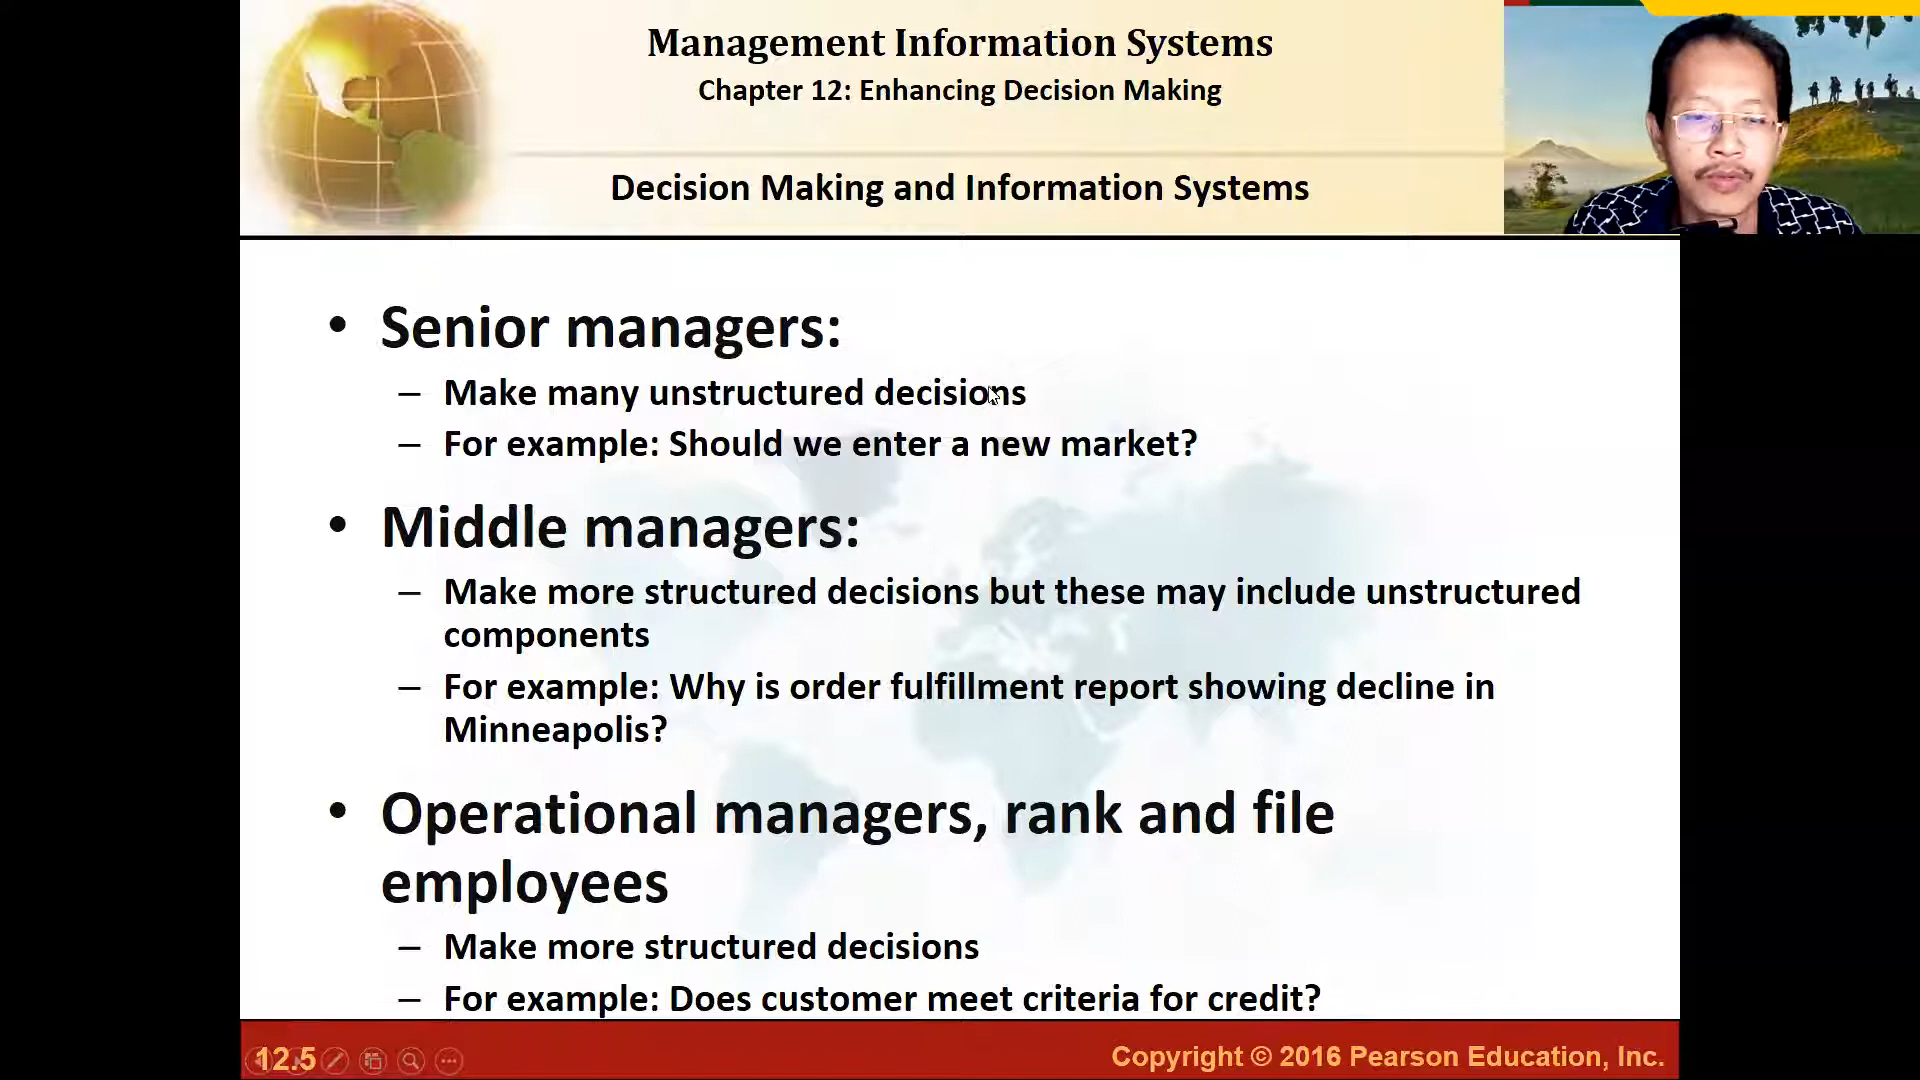 Management Information Systems
Chapter 12: Enhancing Decision Making
Decision Making and Information Systems
• Senior managers:
– Make many unstructured decisions
– For example: Should we enter a new market?
• Middle managers:
– Make more structured decisions but these may include unstructured
components
– For example: Why is order fulfillment report showing decline in
Minneapolis?
• Operational managers, rank and file
employees
– Make more structured decisions
– For example: Does customer meet criteria for credit?
12.5
Copyright © 2016 Pearson Education, Inc.